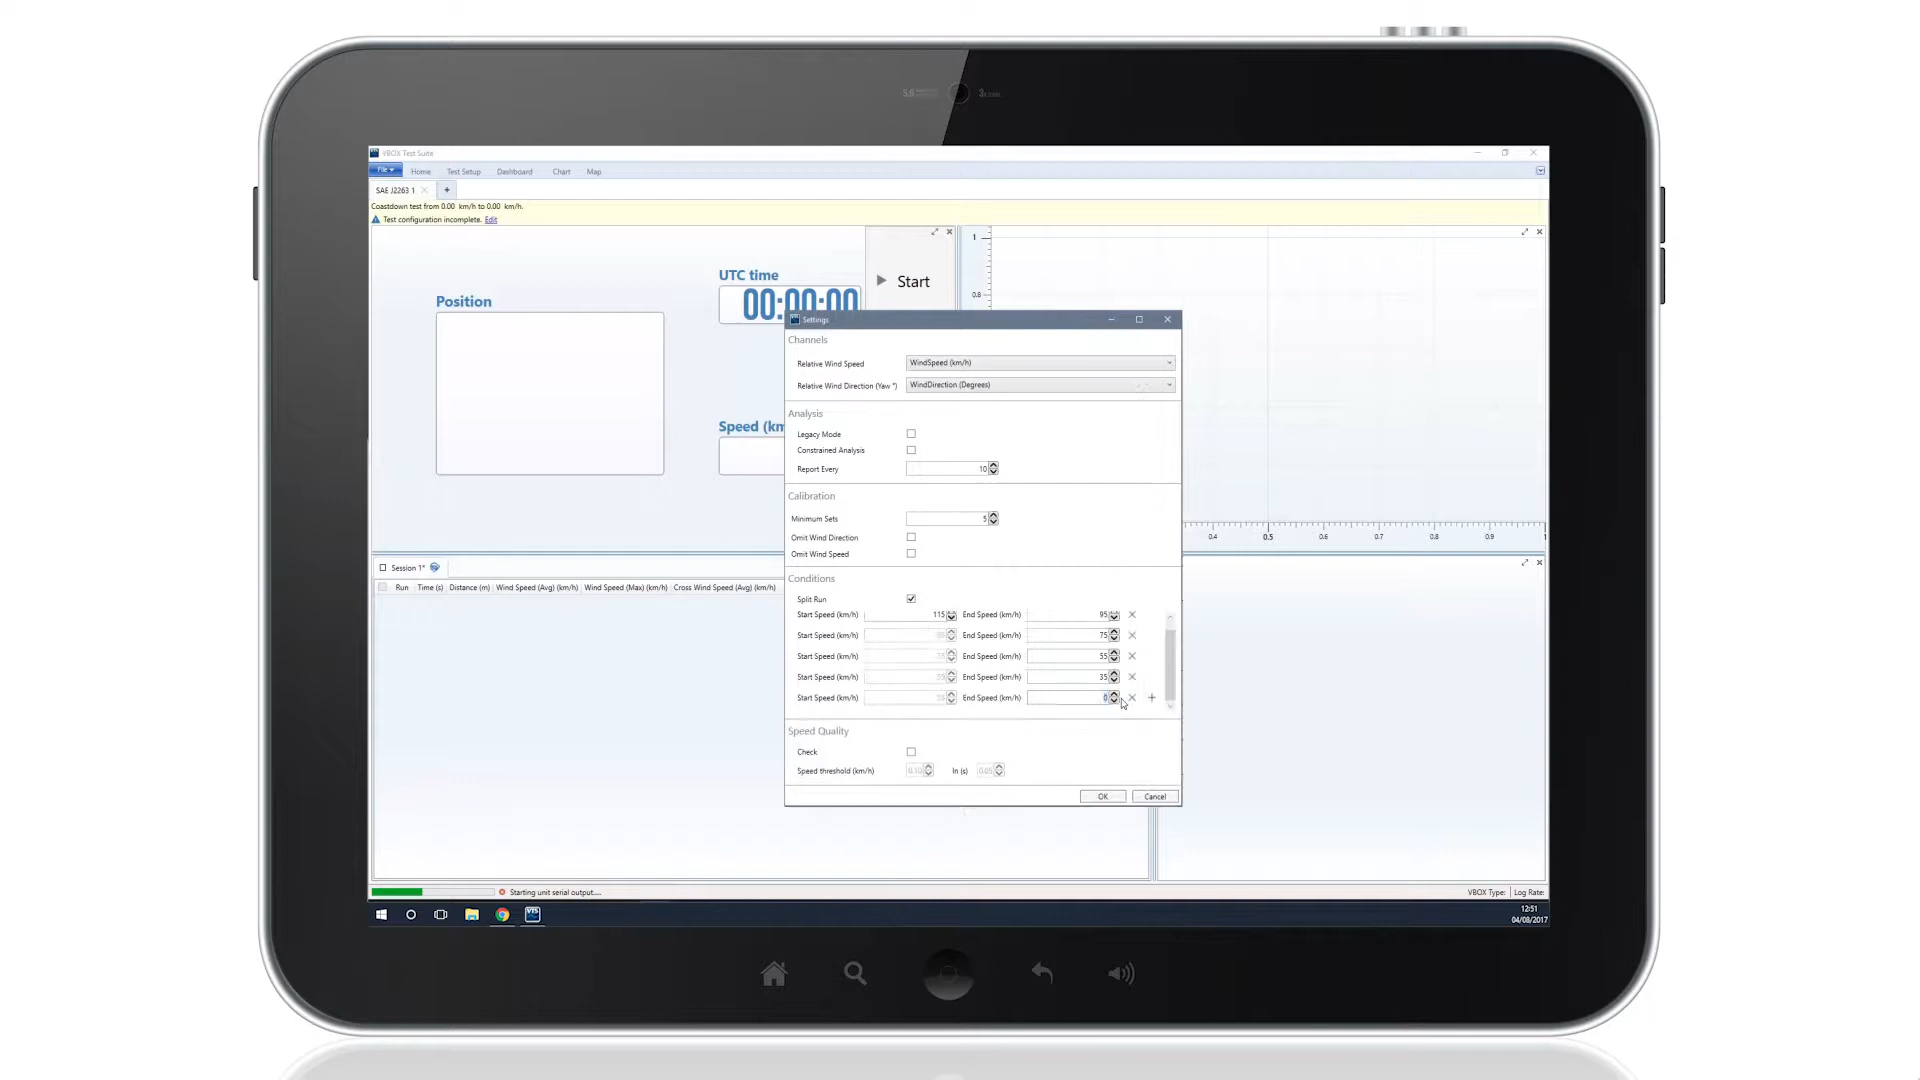 VBOX Test Suite
File Home Test Setup Dashboard Chart Map
SAE J2263 1
Coastdown test from 0.00 km/h to 0.00 km/h.
Test configuration incomplete. Edit
Position
UTC time
00:00:00
Start
Speed (km
1
0.8
0.4 0.5 0.6 0.7 0.8 0.9 1
Settings
Channels
Relative Wind Speed WindSpeed (km/h)
Relative Wind Direction (Yaw °) WindDirection (Degrees)
Analysis
Legacy Mode
Constrained Analysis
Report Every 10
Calibration
Minimum Sets 5
Omit Wind Direction
Omit Wind Speed
Conditions
Split Run
Start Speed (km/h) 115 End Speed (km/h) 95
Start Speed (km/h) End Speed (km/h) 75
Start Speed (km/h) End Speed (km/h) 55
Start Speed (km/h) 55 End Speed (km/h) 35
Start Speed (km/h) End Speed (km/h) 0
Speed Quality
Check
Speed threshold (km/h) 0.10 In (s) 0.05
OK Cancel
Session 1*
Run Time (s) Distance (m) Wind Speed (Avg) (km/h) Wind Speed (Max) (km/h) Cross Wind Speed (Avg) (km/h)
Starting unit serial output....
VBOX Type: Log Rate:
VTS
12:51
04/08/2017